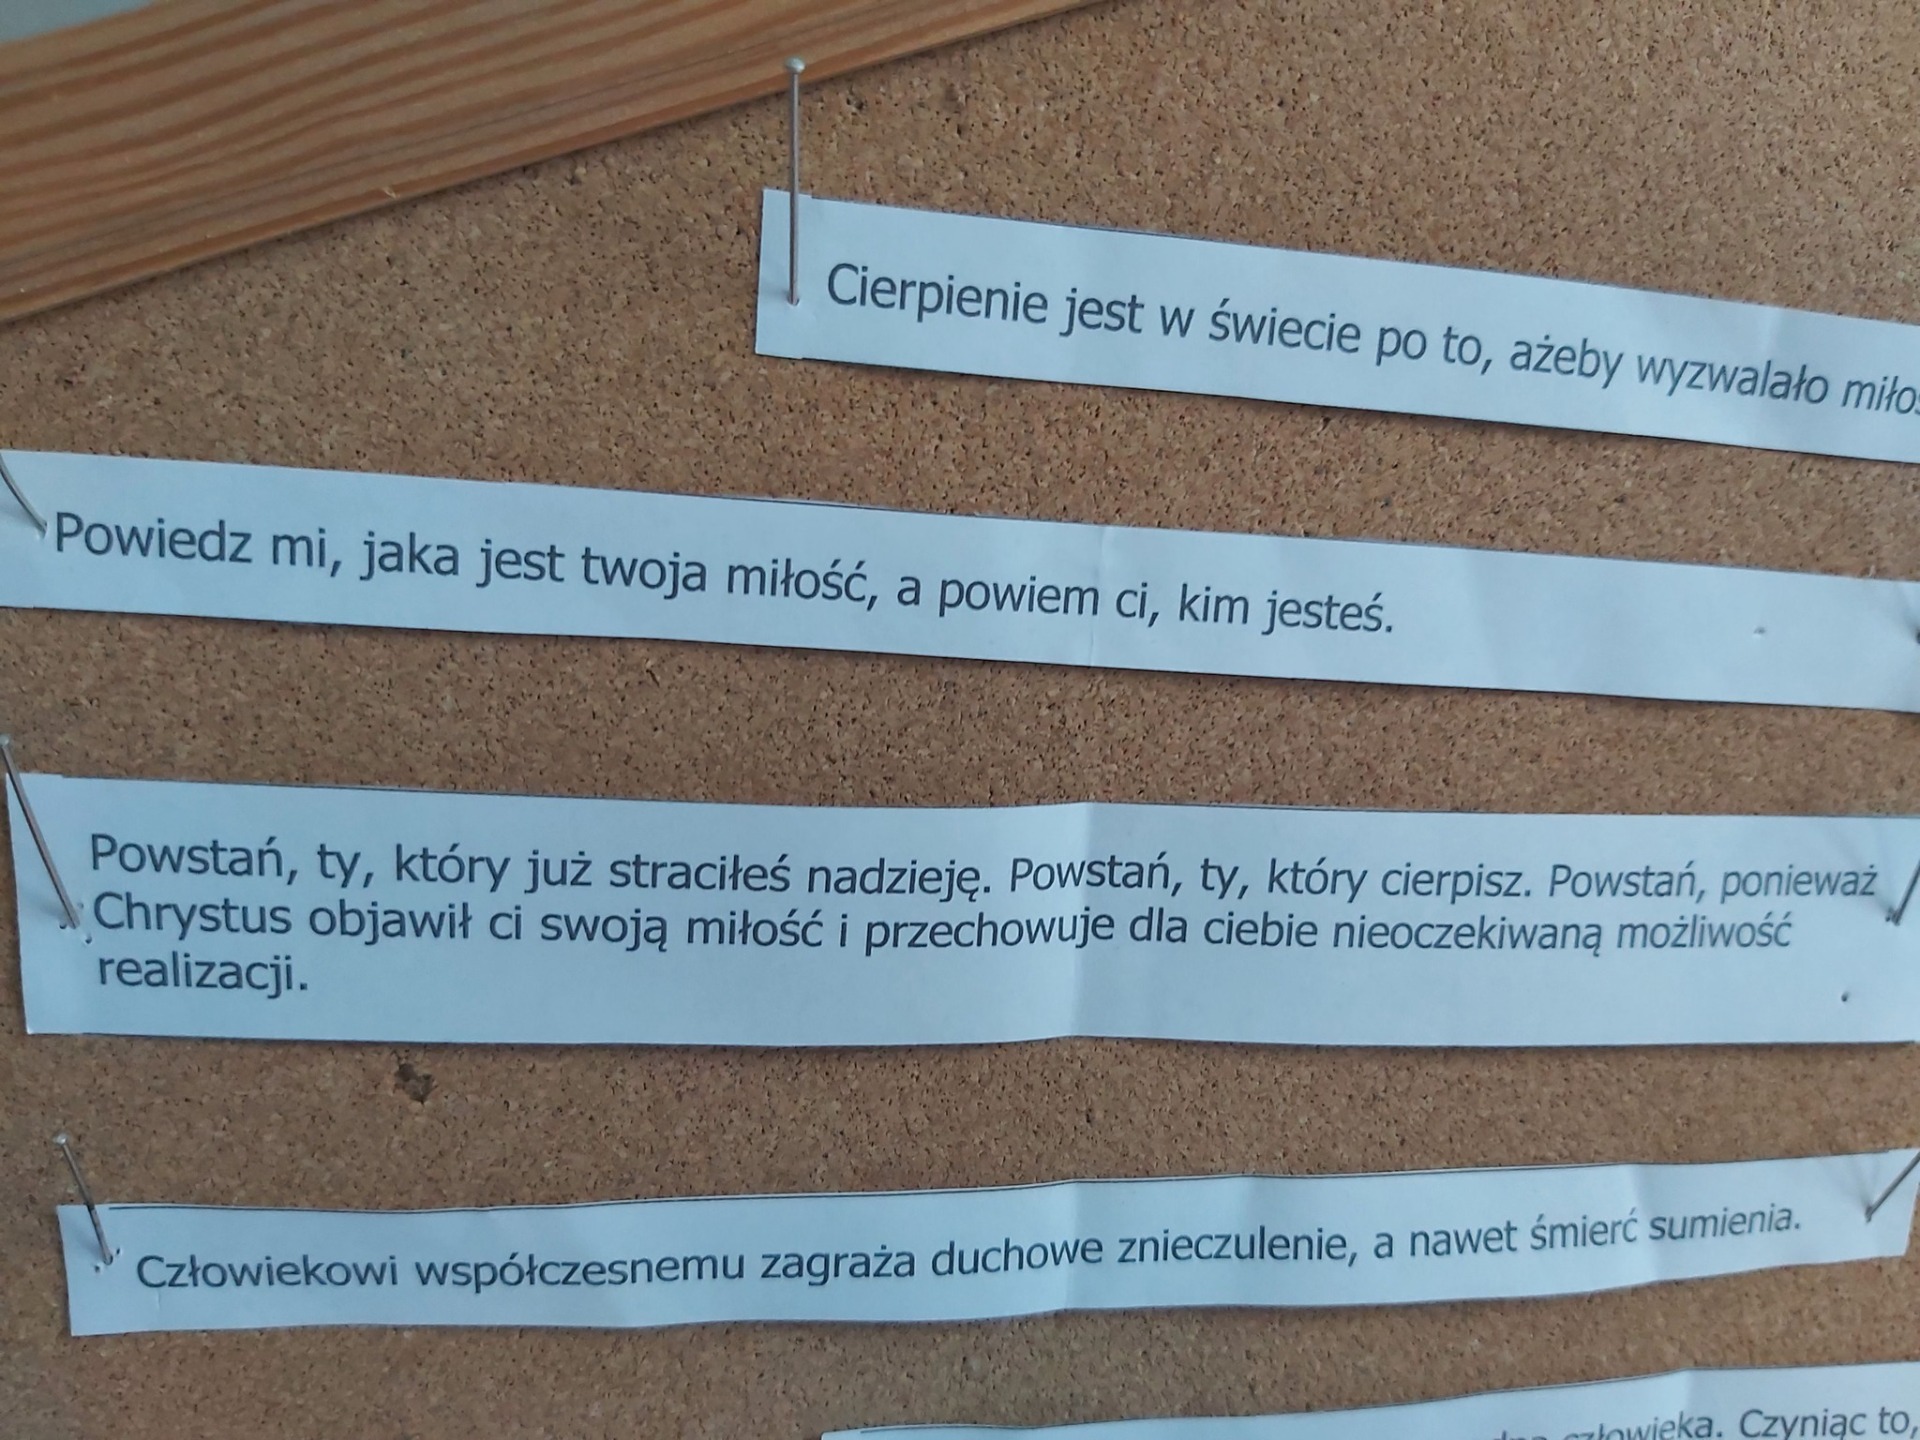 Cierpienie jest w świecie po to, ażeby wyzwalało
Powiedz mi, jaka jest twoja miłość, a powiem ci, kim jesteś.
Powstań, ty, który już straciłeś nadzieję. Powstań, ty, który cierpisz. Powstań, ponieważ
Chrystus objawił ci swoją miłość i przechowuje dla ciebie nieoczekiwaną możliwość
realizacji.
Człowiekowi współczesnemu zagraża duchowe znieczulenie, a nawet śmierć sumienia.
człowieka. Czyniąc to,